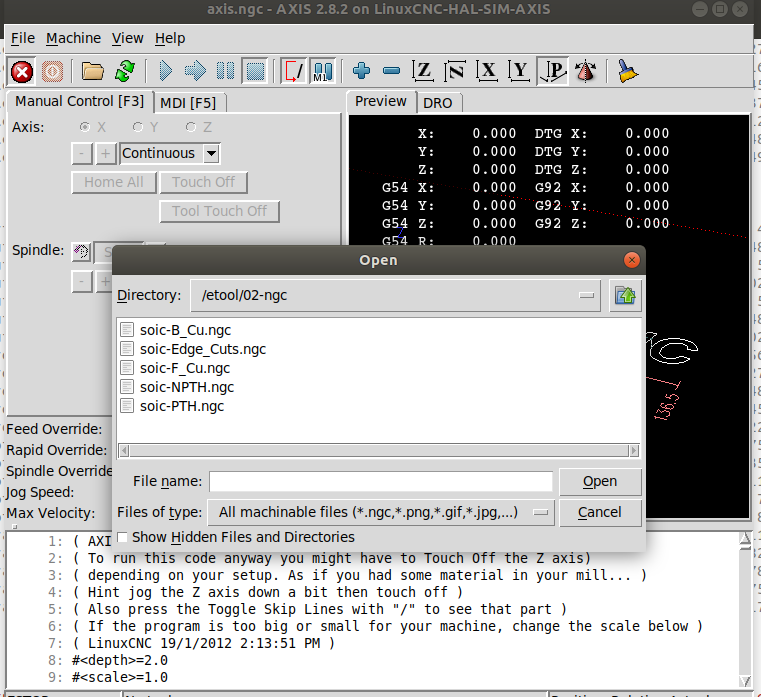 axis.ngc - AXIS 2.8.2 on LinuxCNC-HAL-SIM-AXIS
File Machine View Help
M1 Z N X Y P
Manual Control [F3] MDI [F5] Preview DRO
Axis: X Y Z
- + Continuous
Home All Touch Off
Tool Touch Off
Spindle:
- +
X: 0.000 DTG X: 0.000
Y: 0.000 DTG Y: 0.000
Z: 0.000 DTG Z: 0.000
G54 X: 0.000 G92 X: 0.000
G54 Y: 0.000 G92 Y: 0.000
G54 Z: 0.000 G92 Z: 0.000
G54 R: 0.000
Open
Directory: /etool/02-ngc
soic-B_Cu.ngc
soic-Edge_Cuts.ngc
soic-F_Cu.ngc
soic-NPTH.ngc
soic-PTH.ngc
File name: Open
Files of type: All machinable files (*.ngc,*.png,*.gif,*.jpg,...) Cancel
Show Hidden Files and Directories
Feed Override:
Rapid Override:
Spindle Override
Jog Speed:
Max Velocity:
1: ( AXI
2: ( To run this code anyway you might have to Touch Off the Z axis)
3: ( depending on your setup. As if you had some material in your mill... )
4: ( Hint jog the Z axis down a bit then touch off )
5: ( Also press the Toggle Skip Lines with "/" to see that part )
6: ( If the program is too big or small for your machine, change the scale below )
7: ( LinuxCNC 19/1/2012 2:13:51 PM )
8: #<depth>=2.0
9: #<scale>=1.0